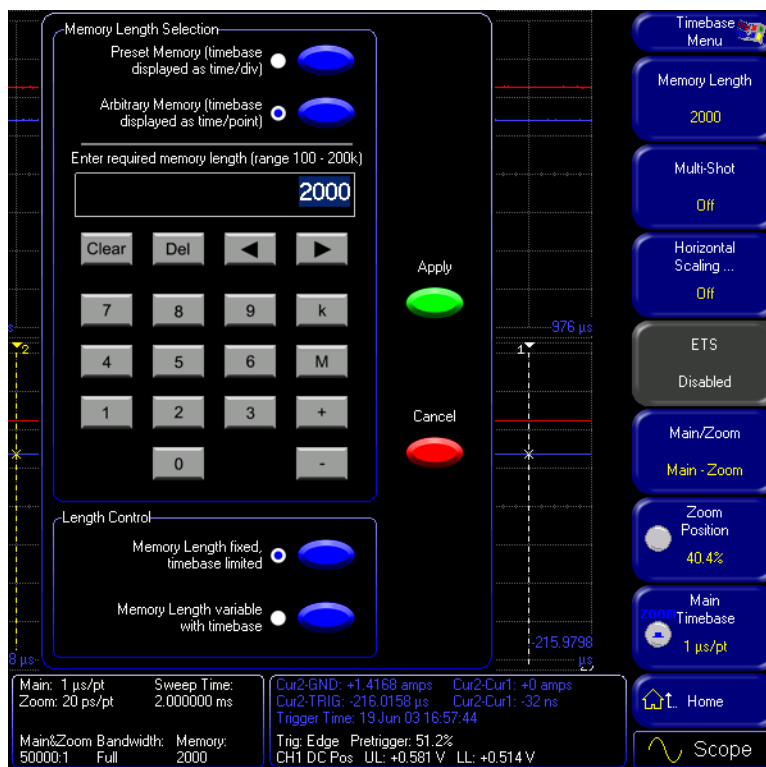 Memory Length Selection
Preset Memory (timebase
displayed as time/div)
Arbitrary Memory (timebase
displayed as time/point)
Enter required memory length (range 100 - 200k)
2000
Clear Del
7 8 9 k
4 5 6 M
1 2 3 +
0 -
Apply
Cancel
Length Control
Memory Length fixed,
timebase limited
Memory Length variable
with timebase
s
976 µs
2
1
8 µs
-215.9798
µs
Timebase
Menu
Memory Length
2000
Multi-Shot
Off
Horizontal
Scaling ...
Off
ETS
Disabled
Main/Zoom
Main - Zoom
Zoom
Position
40.4%
Main
zoom Timebase
1 µs/pt
Home
Scope
Main: 1 µs/pt Sweep Time:
Zoom: 20 ps/pt 2.000000 ms
Main&Zoom Bandwidth: Memory:
50000:1 Full 2000
Cur2-GND: +1.4168 amps Cur2-Cur1: +0 amps
Cur2-TRIG: -216.0158 µs Cur2-Cur1: -32 ns
Trigger Time: 19 Jun 03 16:57:44
Trig: Edge Pretrigger: 51.2%
CH1 DC Pos UL: +0.581 V LL: +0.514 V